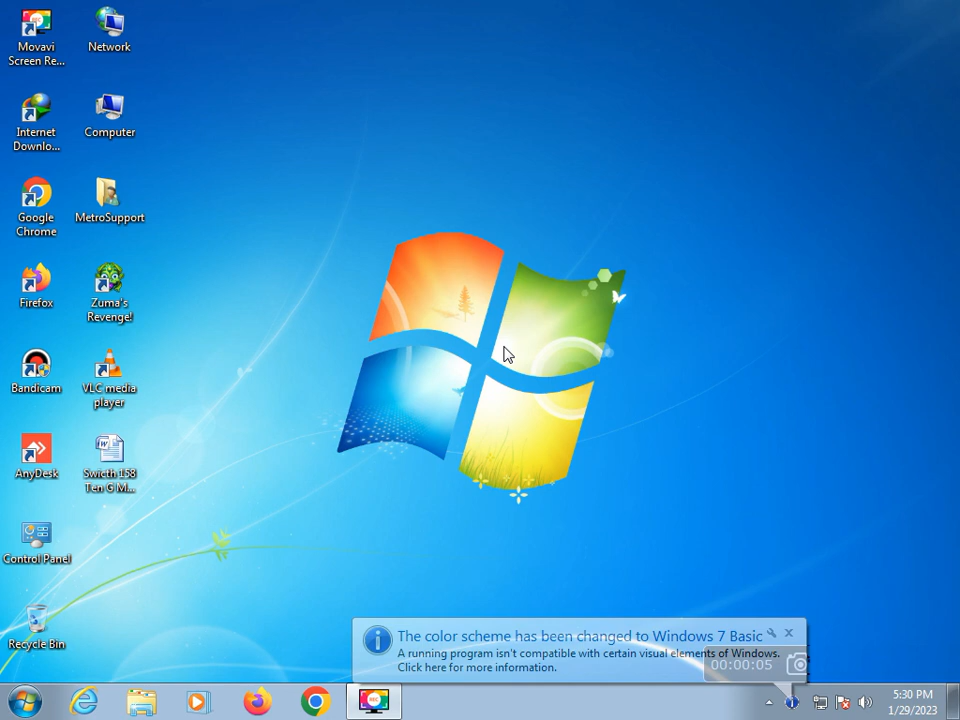 Movavi
Screen Re...
Network
Internet
Downlo...
Computer
Google
Chrome
MetroSupport
Firefox
Zuma's
Revenge!
Bandicam
VLC media
player
AnyDesk
Swicth 158
Ten G M...
Control Panel
Recycle Bin
The color scheme has been changed to Windows 7 Basic
A running program isn't compatible with certain visual elements of Windows.
Click here for more information.
00:00:05
5:30 PM
1/29/2023